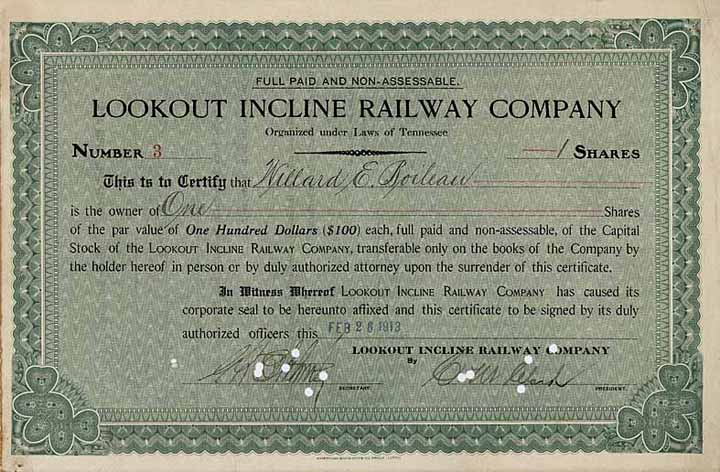 FULL PAID AND NON-ASSESSABLE.
LOOKOUT INCLINE RAILWAY COMPANY
Organized under Laws of Tennessee
NUMBER 3 1 SHARES
This is to Certify that Willard E. Boileau
is the owner of One Shares
of the par value of One Hundred Dollars ($100) each, full paid and non-assessable, of the Capital
Stock of the LOOKOUT INCLINE RAILWAY COMPANY, transferable only on the books of the Company by
the holder hereof in person or by duly authorized attorney upon the surrender of this certificate.
In Witness Whereof LOOKOUT INCLINE RAILWAY COMPANY has caused its
corporate seal to be hereunto affixed and this certificate to be signed by its duly
authorized officers this FEB 26 1913
LOOKOUT INCLINE RAILWAY COMPANY
By
SECRETARY. PRESIDENT.